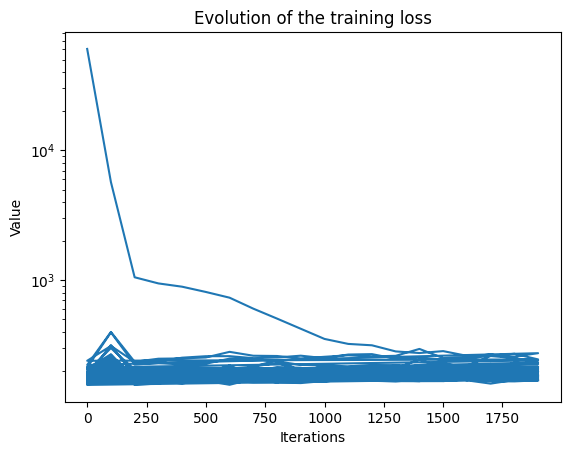 Evolution of the training loss
Value
10^4
10^3
0 250 500 750 1000 1250 1500 1750
Iterations